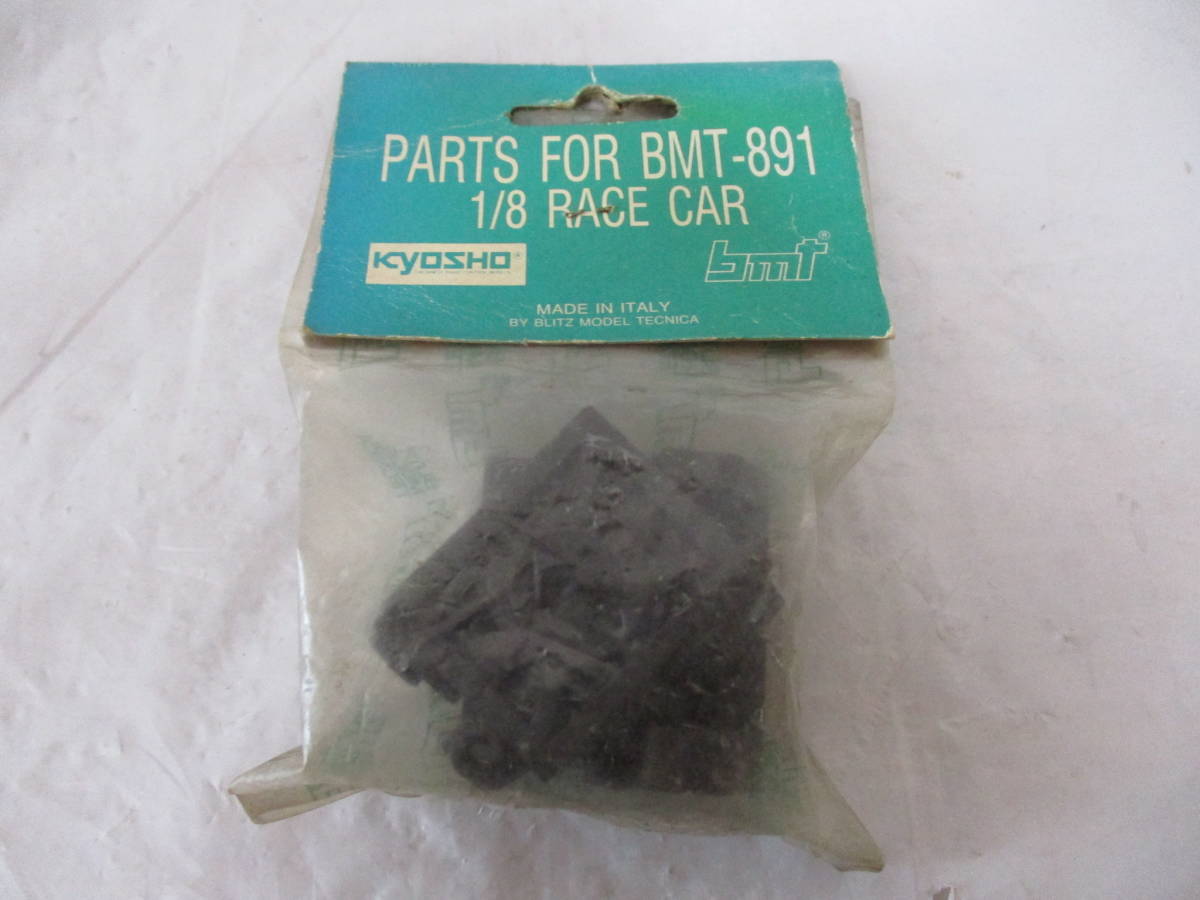 PARTS FOR BMT-891
1/8 RACE CAR
KYOSHO®
bmt®
MADE IN ITALY
BY BLITZ MODEL TECNICA